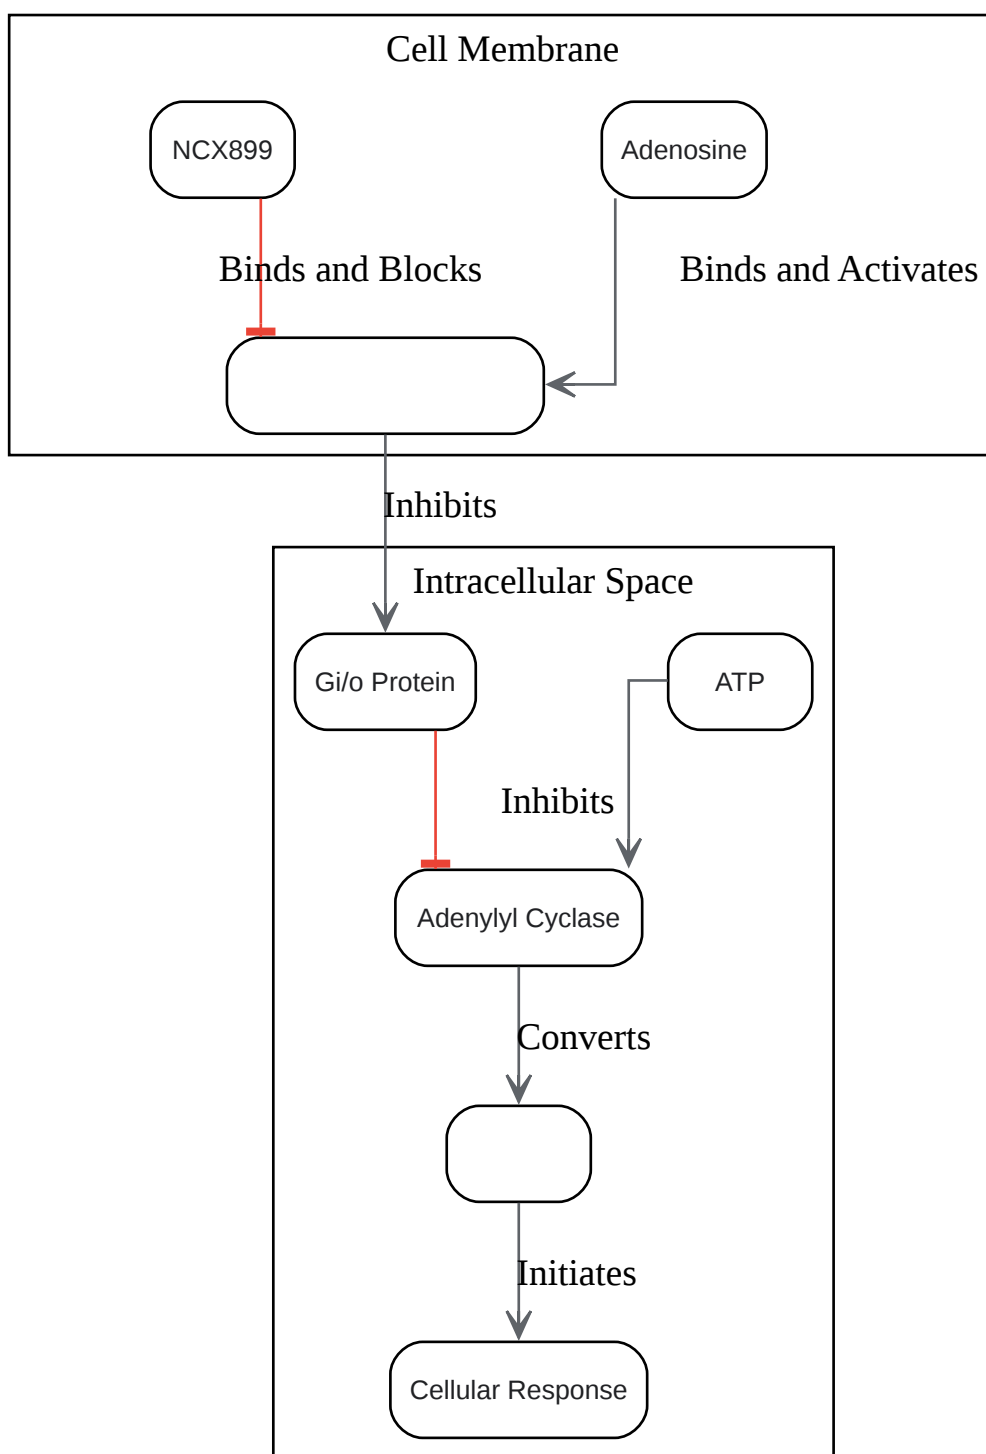 Cell Membrane
NCX899
Adenosine
Binds and Blocks
Binds and Activates
Inhibits
Intracellular Space
Gi/o Protein
ATP
Inhibits
Adenylyl Cyclase
Converts
Initiates
Cellular Response